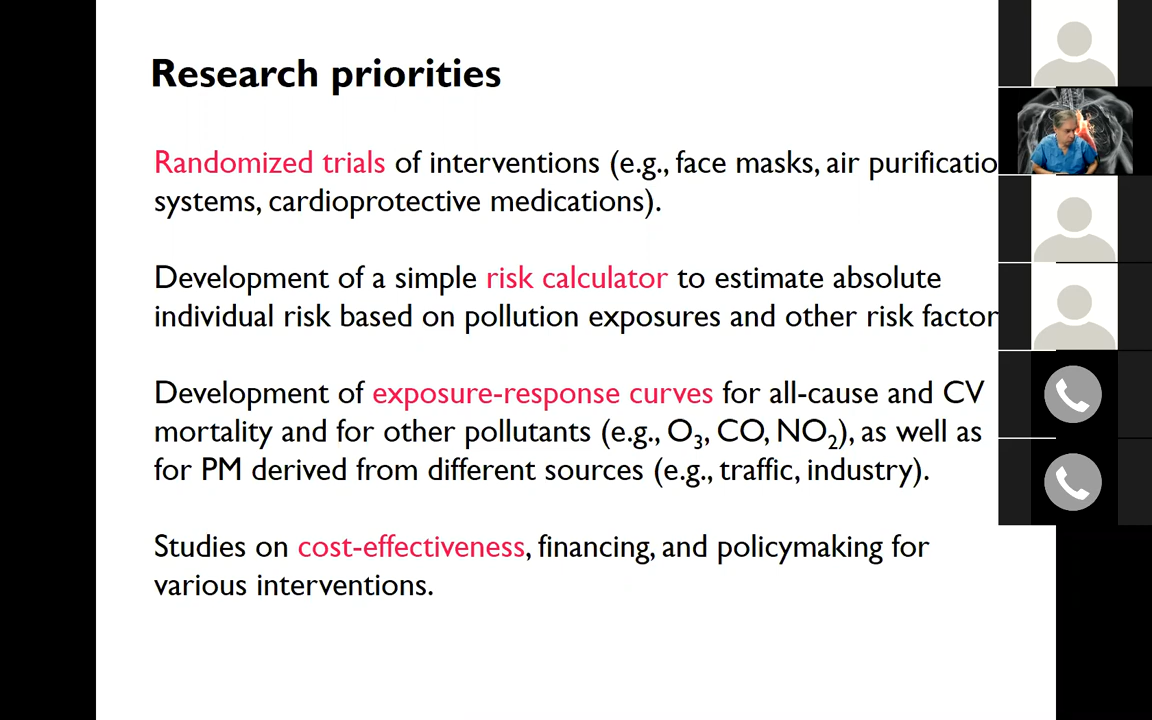 Research priorities
Randomized trials of interventions (e.g., face masks, air purificatio
systems, cardioprotective medications).
Development of a simple risk calculator to estimate absolute
individual risk based on pollution exposures and other risk factor
Development of exposure-response curves for all-cause and CV
mortality and for other pollutants (e.g., O₃, CO, NO₂), as well as
for PM derived from different sources (e.g., traffic, industry).
Studies on cost-effectiveness, financing, and policymaking for
various interventions.